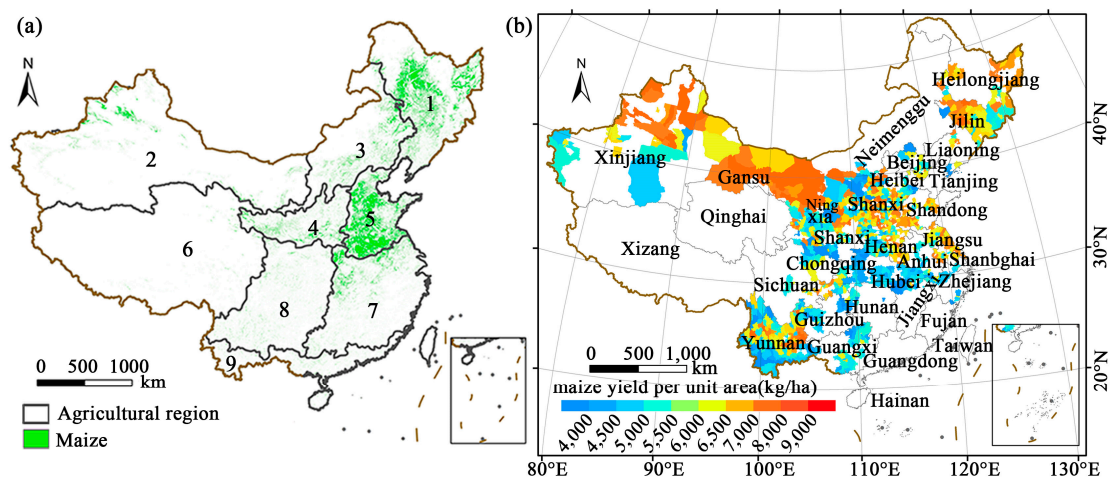 (a)
N
1
2
3
4
5
6
7
8
9
0 500 1000
km
Agricultural region
Maize
(b)
N
Heilongjiang
Jilin
Neimenggu
Liaoning
Beijing
Heibei Tianjing
Xinjiang
Gansu
Ning
xia
Shanxi
Shandong
Qinghai
Shanxi
Henan
Jiangsu
Xizang
Chongqing
Anhui
Shanbghai
Sichuan
Hubei
Zhejiang
Jiangxi
Hunan
Guizhou
Fujan
Yunnan
Guangxi
Taiwan
Guangdong
Hainan
0 500 1,000
km
maize yield per unit area(kg/ha)
4,000
4,500
5,000
5,500
6,000
6,500
7,000
8,000
9,000
40°N
30°N
20°N
80°E 90°E 100°E 110°E 120°E 130°E